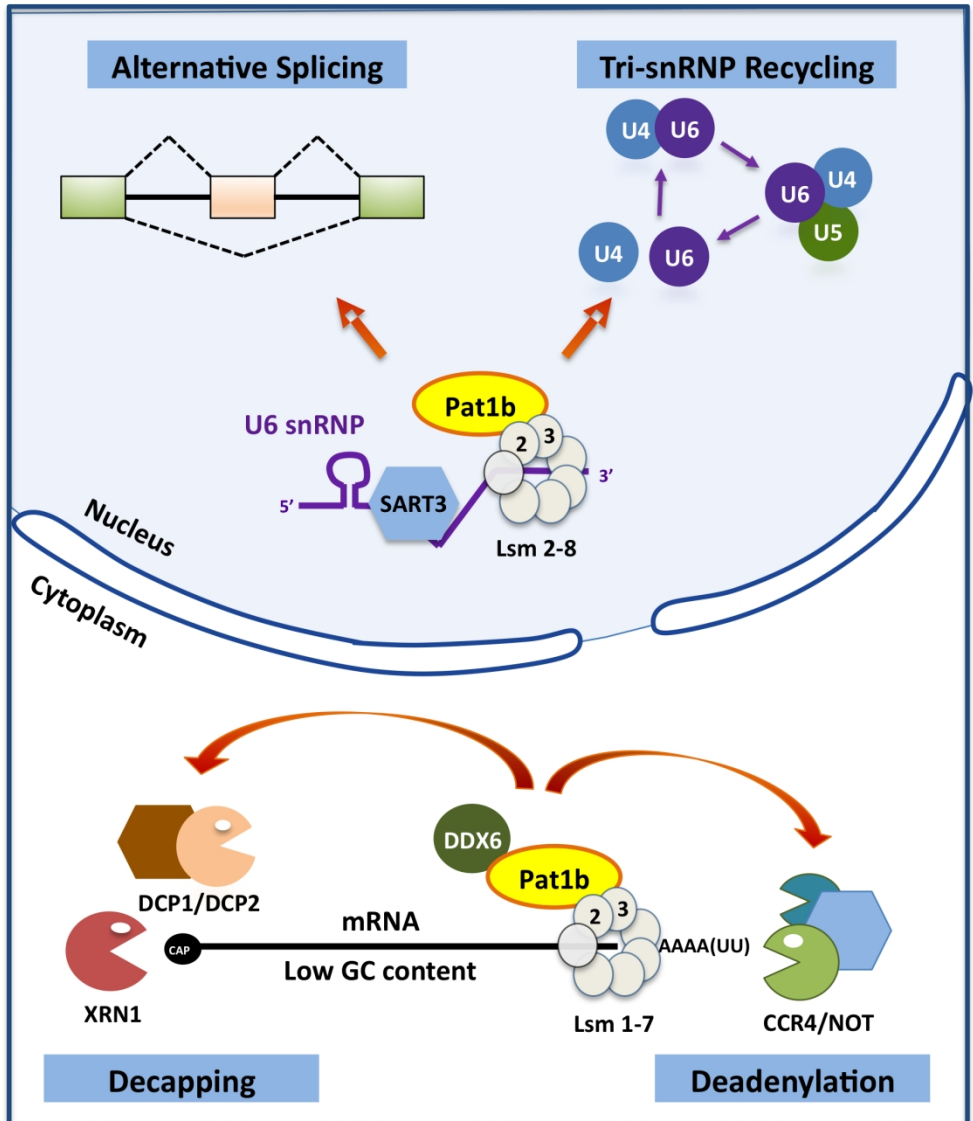 Alternative Splicing
Tri-snRNP Recycling
U4
U6
U6
U4
U5
U4
U6
Pat1b
U6 snRNP
2
3
5’
SART3
3’
Lsm 2-8
Nucleus
Cytoplasm
DDX6
Pat1b
DCP1/DCP2
mRNA
2
3
CAP
AAAA(UU)
Low GC content
XRN1
Lsm 1-7
CCR4/NOT
Decapping
Deadenylation